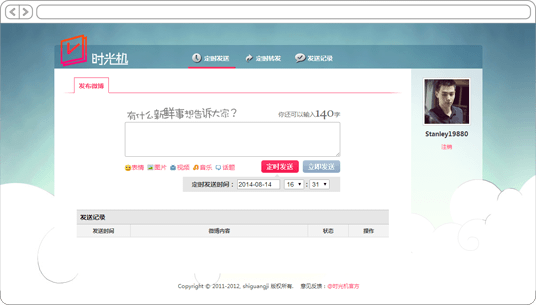 时光机
定时发送 定时转发 发送记录
发布微博
有什么新鲜事想告诉大家? 你还可以输入140字
表情 图片 视频 音乐 话题 定时发送 立即发送
定时发送时间： 2014-08-14 16 : 31
Stanley19880
注销
发送记录
发送时间 微博内容 状态 操作
Copyright © 2011-2012, shiguangji 版权所有. 意见反馈：@时光机官方